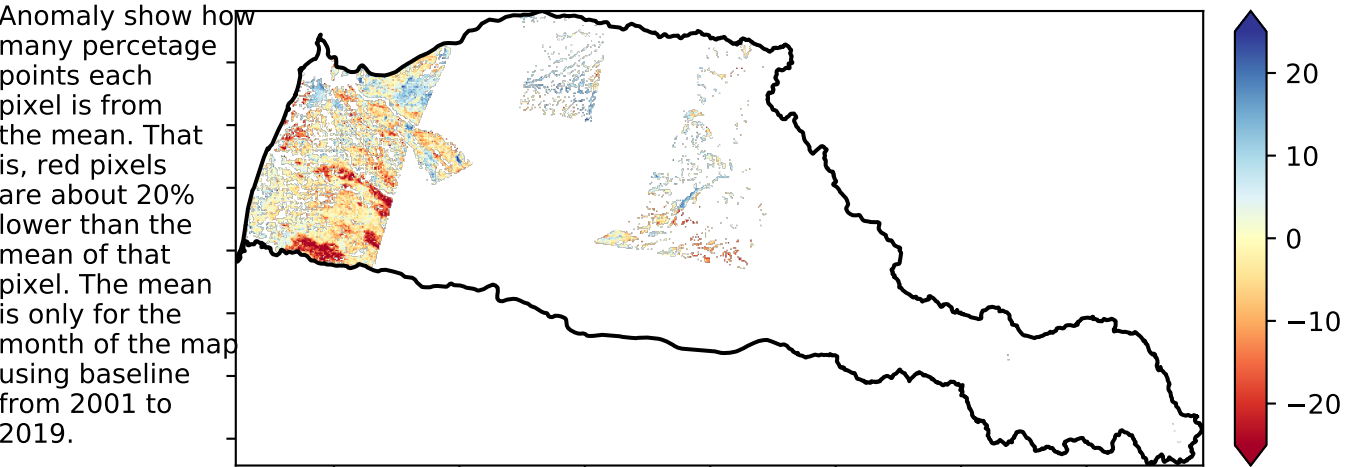 Anomaly show how
many percetage
points each
pixel is from
the mean. That
is, red pixels
are about 20%
lower than the
mean of that
pixel. The mean
is only for the
month of the map
using baseline
from 2001 to
2019.
20
10
0
−10
−20